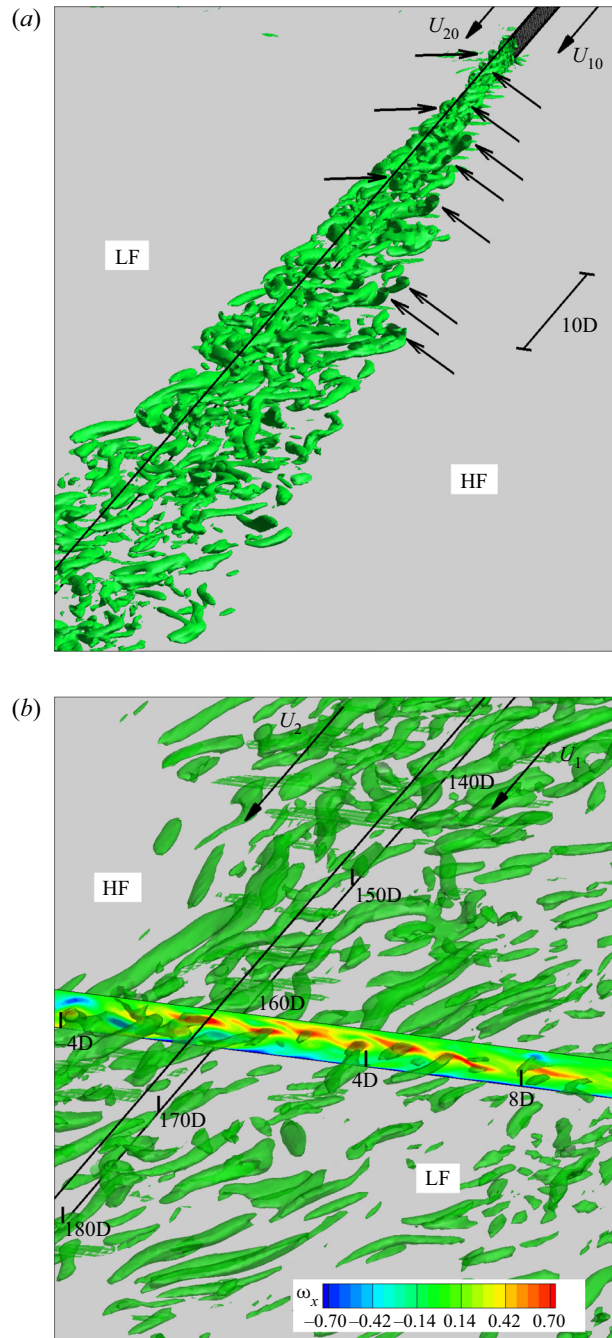 (a)
U20
U10
LF
10D
HF
(b)
U2
140D
U1
HF
150D
160D
–4D
4D
8D
170D
LF
180D
ωx
–0.70 –0.42 –0.14 0.14 0.42 0.70